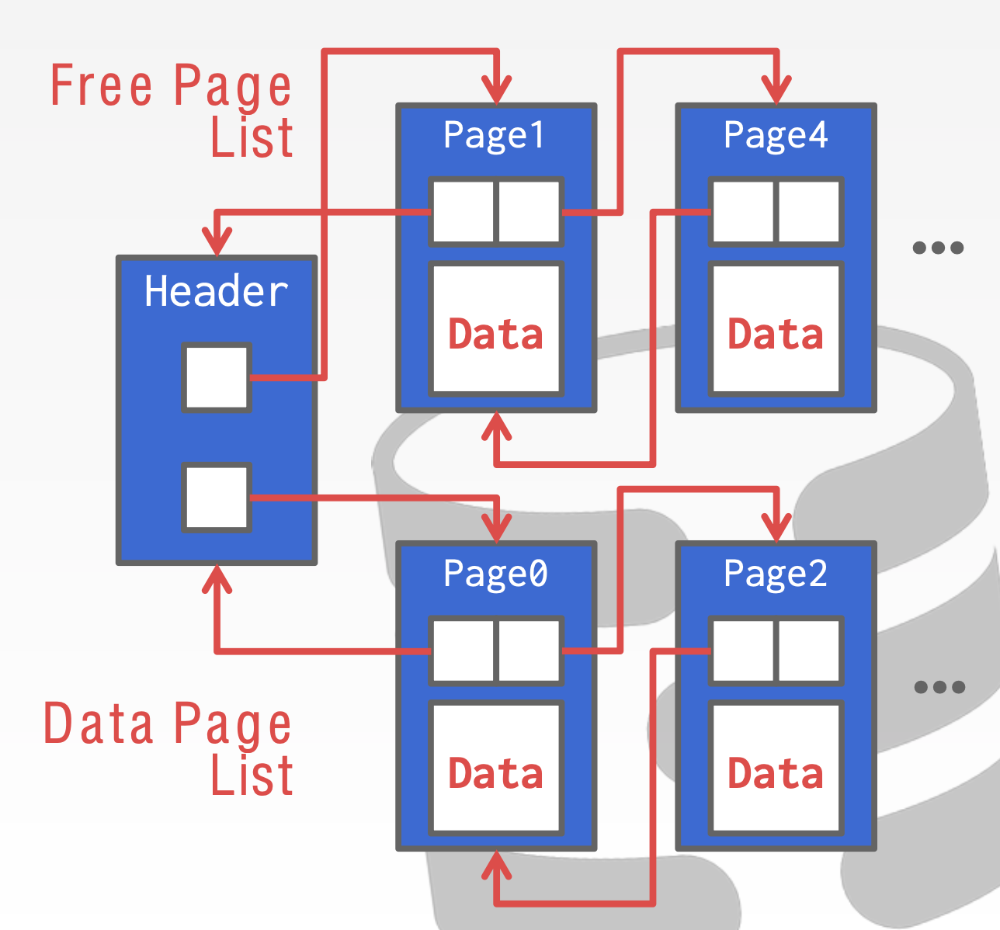 Free Page
List
Page1
Page4
Data
Data
...
Header
Page0
Page2
Data
Data
...
Data Page
List